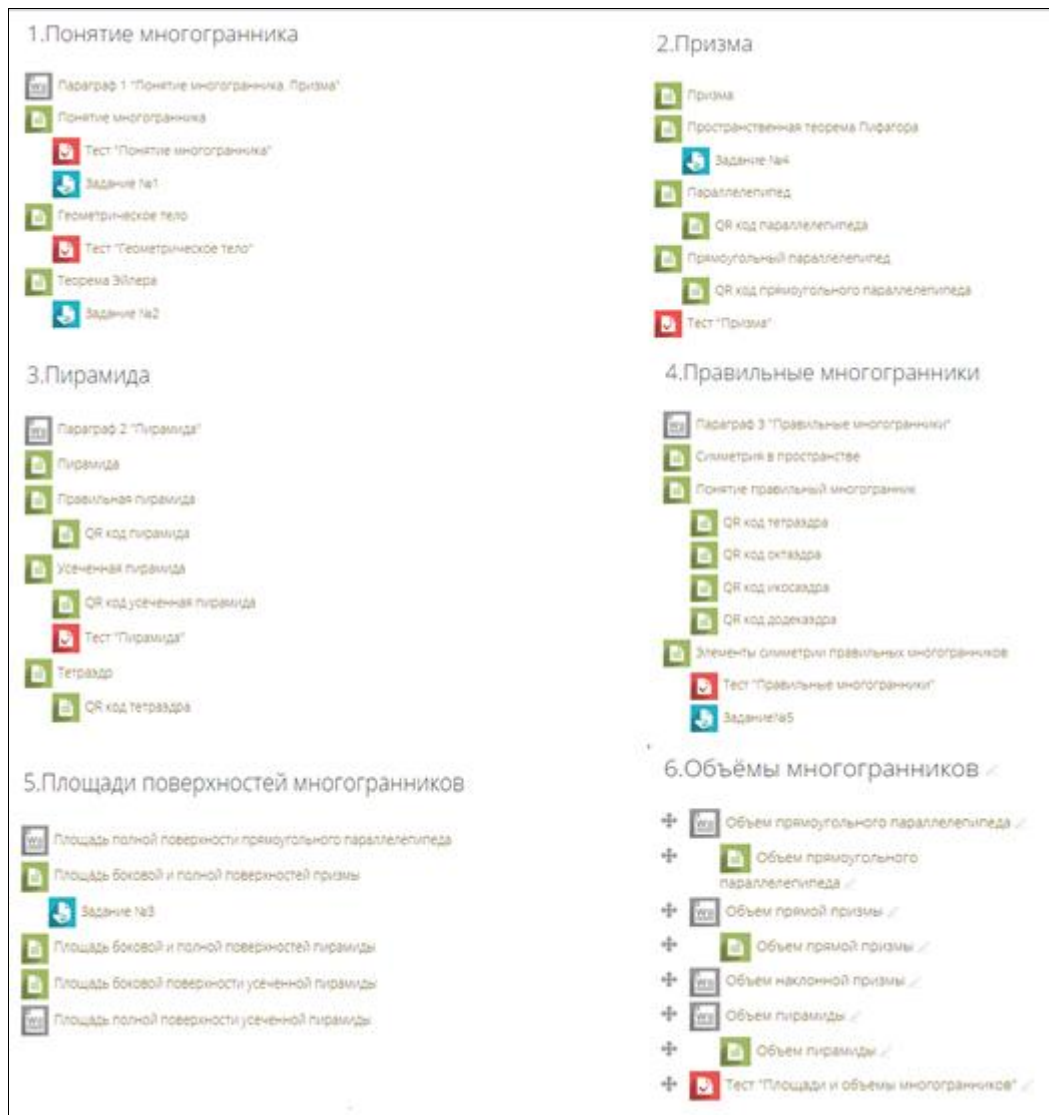 1.Понятие многогранника
Параграф 1 "Понятие многогранника. Призма"
Понятие многогранника
Тест "Понятие многогранника"
Задание №1
Геометрическое тело
Тест "Геометрическое тело"
Теорема Эйлера
Задание №2
2.Призма
Призма
Пространственная теорема Пифагора
Задание №4
Параллелепипед
QR код параллелепипеда
Прямоугольный параллелепипед
QR код прямоугольного параллелепипеда
Тест "Призма"
3.Пирамида
Параграф 2 "Пирамида"
Пирамида
Правильная пирамида
QR код пирамида
Усеченная пирамида
QR код усеченная пирамида
Тест "Пирамида"
Тетраэдр
QR код тетраэдра
4.Правильные многогранники
Параграф 3 "Правильные многогранники"
Симметрия в пространстве
Понятие правильный многогранник
QR код тетраэдра
QR код октаэдра
QR код икосаэдра
QR код додекаэдра
Элементы симметрии правильных многогранников
Тест "Правильные многогранники"
Задание№5
5.Площади поверхностей многогранников
Площадь полной поверхности прямоугольного параллелепипеда
Площадь боковой и полной поверхностей призмы
Задание №3
Площадь боковой и полной поверхностей пирамиды
Площадь боковой поверхности усеченной пирамиды
Площадь полной поверхности усеченной пирамиды
6.Объёмы многогранников
Объем прямоугольного параллелепипеда
Объем прямоугольного
параллелепипеда
Объем прямой призмы
Объем прямой призмы
Объем наклонной призмы
Объем пирамиды
Объем пирамиды
Тест "Площади и объемы многогранников"